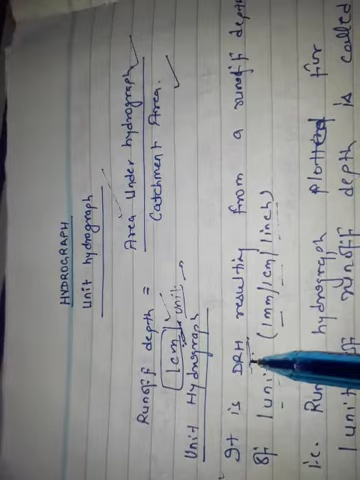 HYDROGRAPH
Unit hydrograph
Runoff depth = Area Under hydrograph
Catchment Area.
1cm unit
Unit Hydrograph
It is DRH resulting from a runoff depth
of 1 unit (1mm/1cm/1inch)
i.e. Run hydrograph plotted for
1 unit of runoff depth is called